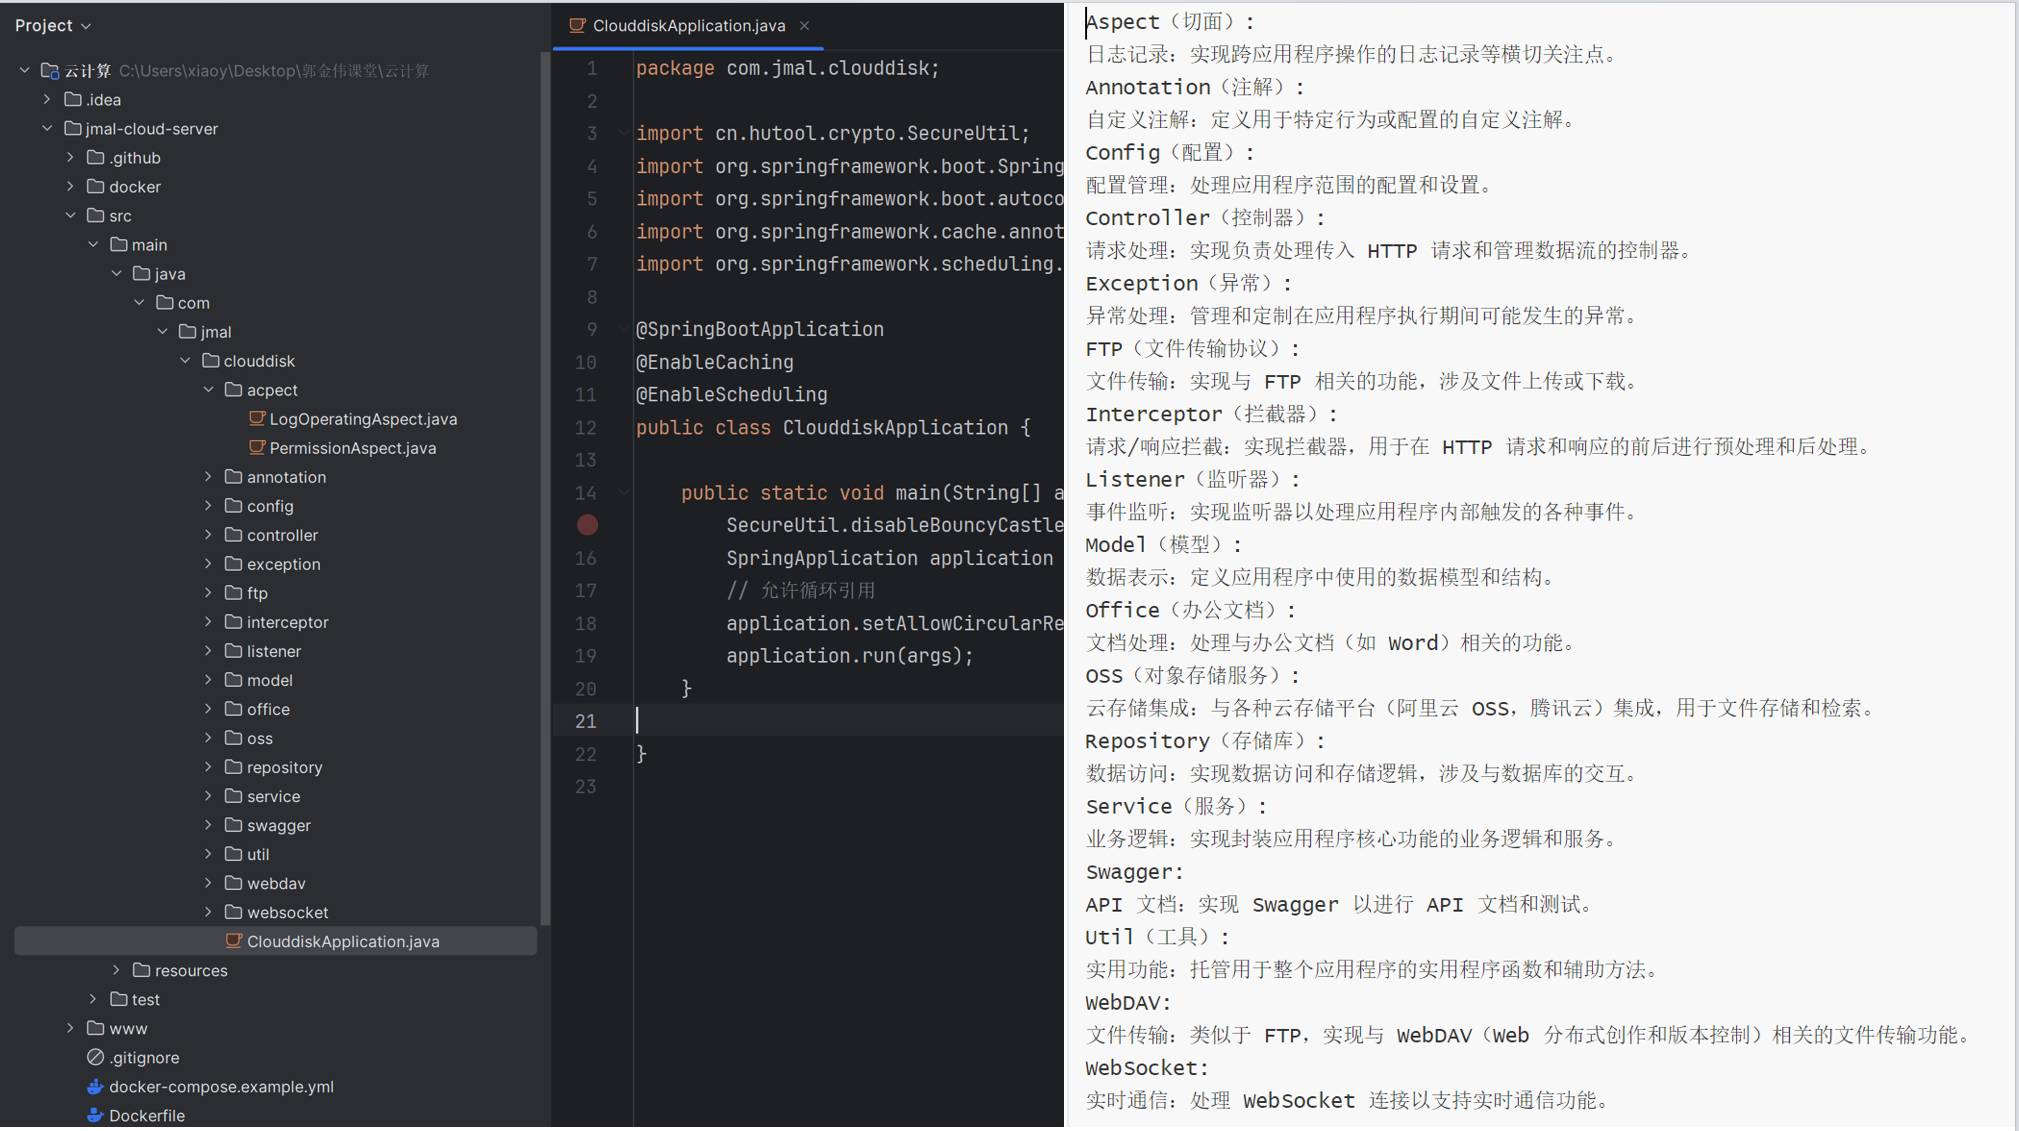 Project
云计算 C:\Users\xiaoy\Desktop\郭金伟课堂\云计算
.idea
jmal-cloud-server
.github
docker
src
main
java
com
jmal
clouddisk
acpect
LogOperatingAspect.java
PermissionAspect.java
annotation
config
controller
exception
ftp
interceptor
listener
model
office
oss
repository
service
swagger
util
webdav
websocket
ClouddiskApplication.java
resources
test
www
.gitignore
docker-compose.example.yml
Dockerfile
ClouddiskApplication.java
1 package com.jmal.clouddisk;
2
3 import cn.hutool.crypto.SecureUtil;
4 import org.springframework.boot.Spring
5 import org.springframework.boot.autoco
6 import org.springframework.cache.annot
7 import org.springframework.scheduling.
8
9 @SpringBootApplication
10 @EnableCaching
11 @EnableScheduling
12 public class ClouddiskApplication {
13
14 public static void main(String[] a
SecureUtil.disableBouncyCastle
16 SpringApplication application
17 // 允许循环引用
18 application.setAllowCircularRe
19 application.run(args);
20 }
21
22 }
23
Aspect（切面）:
日志记录：实现跨应用程序操作的日志记录等横切关注点。
Annotation（注解）:
自定义注解：定义用于特定行为或配置的自定义注解。
Config（配置）:
配置管理：处理应用程序范围的配置和设置。
Controller（控制器）:
请求处理：实现负责处理传入 HTTP 请求和管理数据流的控制器。
Exception（异常）:
异常处理：管理和定制在应用程序执行期间可能发生的异常。
FTP（文件传输协议）:
文件传输：实现与 FTP 相关的功能，涉及文件上传或下载。
Interceptor（拦截器）:
请求/响应拦截：实现拦截器，用于在 HTTP 请求和响应的前后进行预处理和后处理。
Listener（监听器）:
事件监听：实现监听器以处理应用程序内部触发的各种事件。
Model（模型）:
数据表示：定义应用程序中使用的数据模型和结构。
Office（办公文档）:
文档处理：处理与办公文档（如 Word）相关的功能。
OSS（对象存储服务）:
云存储集成：与各种云存储平台（阿里云 OSS，腾讯云）集成，用于文件存储和检索。
Repository（存储库）:
数据访问：实现数据访问和存储逻辑，涉及与数据库的交互。
Service（服务）:
业务逻辑：实现封装应用程序核心功能的业务逻辑和服务。
Swagger:
API 文档：实现 Swagger 以进行 API 文档和测试。
Util（工具）:
实用功能：托管用于整个应用程序的实用程序函数和辅助方法。
WebDAV:
文件传输：类似于 FTP，实现与 WebDAV（Web 分布式创作和版本控制）相关的文件传输功能。
WebSocket:
实时通信：处理 WebSocket 连接以支持实时通信功能。